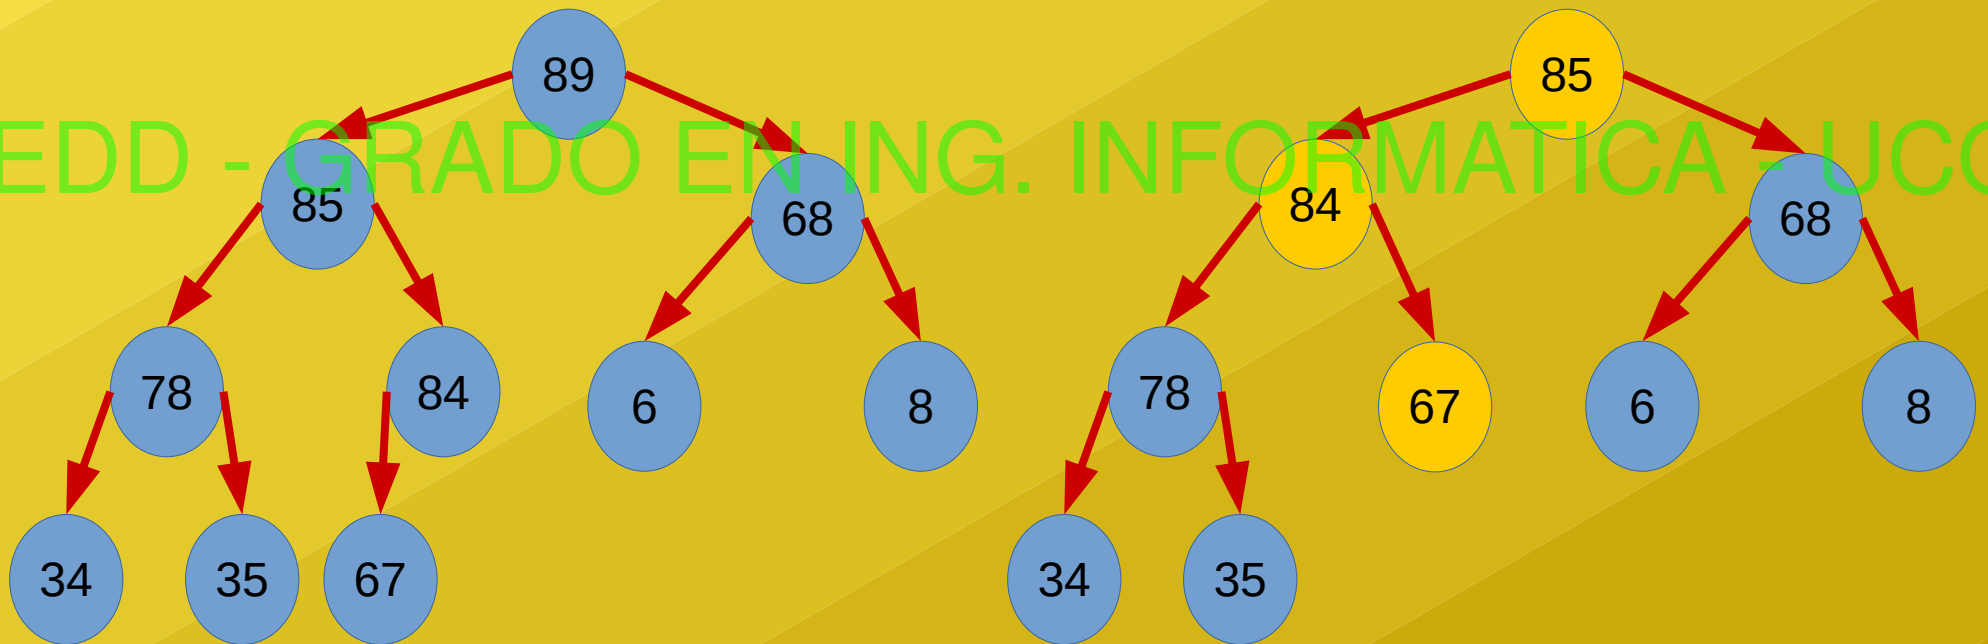 89 85
EDD - GRADO EN ING. INFORMATICA - UCO
85 68 84 68
78 84 6 8 78 67 6 8
34 35 67 34 35